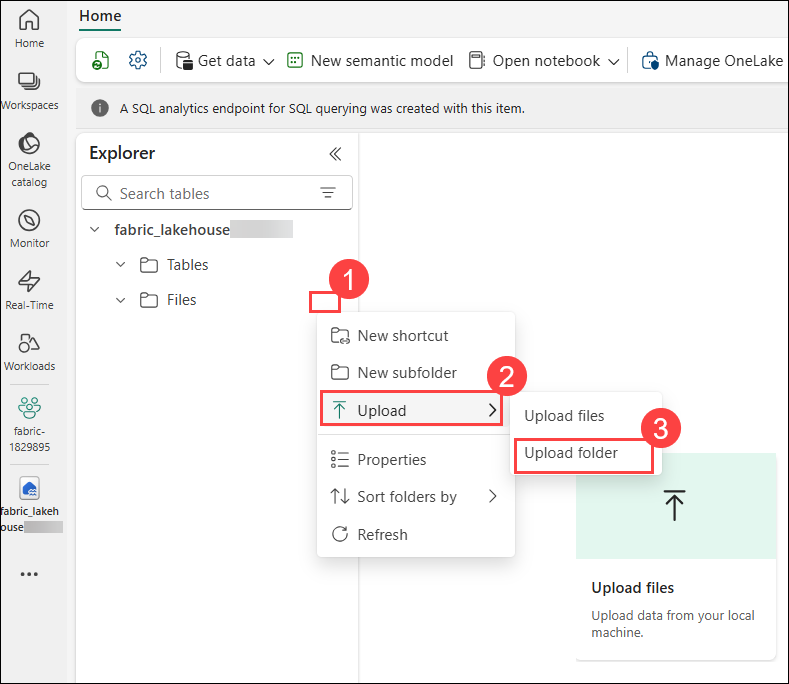 Home
Home
Workspaces
OneLake
catalog
Monitor
Real-Time
Workloads
fabric-
1829895
fabric_lakeh
ouse
Get data
New semantic model
Open notebook
Manage OneLake
A SQL analytics endpoint for SQL querying was created with this item.
Explorer
Search tables
fabric_lakehouse
Tables
Files
1
New shortcut
New subfolder
2
Upload
Properties
Sort folders by
Refresh
Upload files
3
Upload folder
Upload files
Upload data from your local
machine.